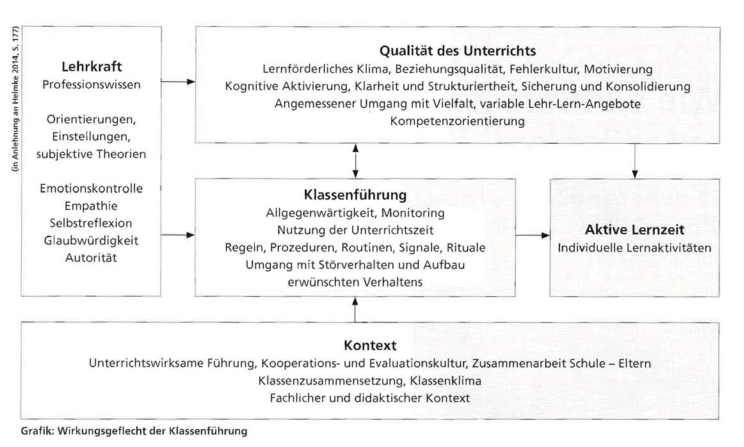 (in Anlehnung an Helmke 2014, S. 177)
Lehrkraft
Professionswissen
Orientierungen,
Einstellungen,
subjektive Theorien
Emotionskontrolle
Empathie
Selbstreflexion
Glaubwürdigkeit
Autorität
Qualität des Unterrichts
Lernförderliches Klima, Beziehungsqualität, Fehlerkultur, Motivierung
Kognitive Aktivierung, Klarheit und Strukturiertheit, Sicherung und Konsolidierung
Angemessener Umgang mit Vielfalt, variable Lehr-Lern-Angebote
Kompetenzorientierung
Klassenführung
Allgegenwärtigkeit, Monitoring
Nutzung der Unterrichtszeit
Regeln, Prozeduren, Routinen, Signale, Rituale
Umgang mit Störverhalten und Aufbau
erwünschten Verhaltens
Aktive Lernzeit
Individuelle Lernaktivitäten
Kontext
Unterrichtswirksame Führung, Kooperations- und Evaluationskultur, Zusammenarbeit Schule – Eltern
Klassenzusammensetzung, Klassenklima
Fachlicher und didaktischer Kontext
Grafik: Wirkungsgeflecht der Klassenführung